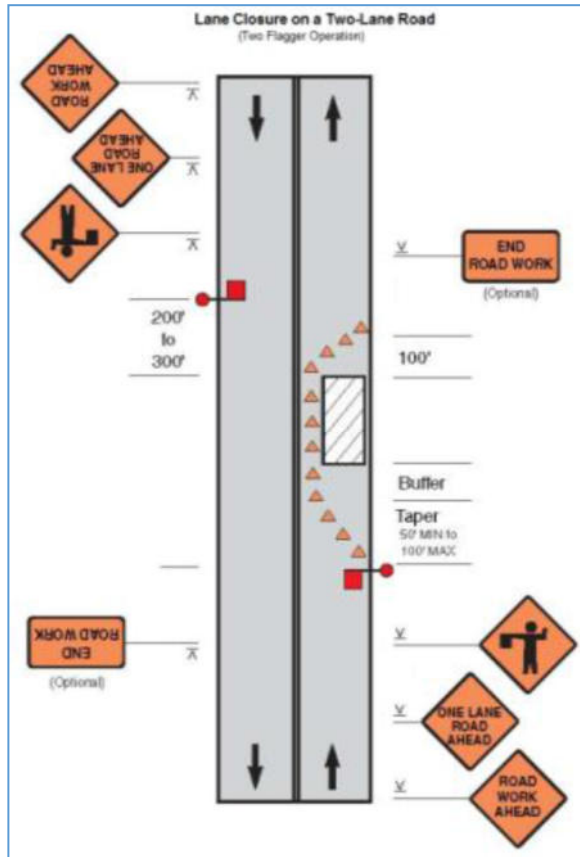 Lane Closure on a Two-Lane Road
(Two Flagger Operation)
ROAD
WORK
AHEAD
ONE LANE
ROAD
AHEAD
END
ROAD WORK
(Optional)
200'
to
300'
100'
Buffer
Taper
50' MIN to
100' MAX
END
ROAD WORK
(Optional)
ONE LANE
ROAD
AHEAD
ROAD
WORK
AHEAD